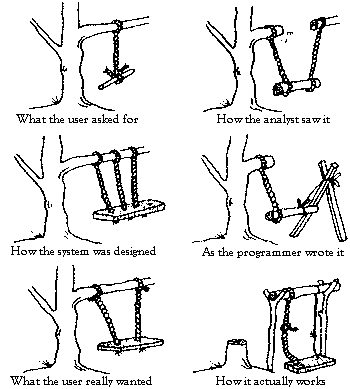 What the user asked for
How the analyst saw it
How the system was designed
As the programmer wrote it
What the user really wanted
How it actually works